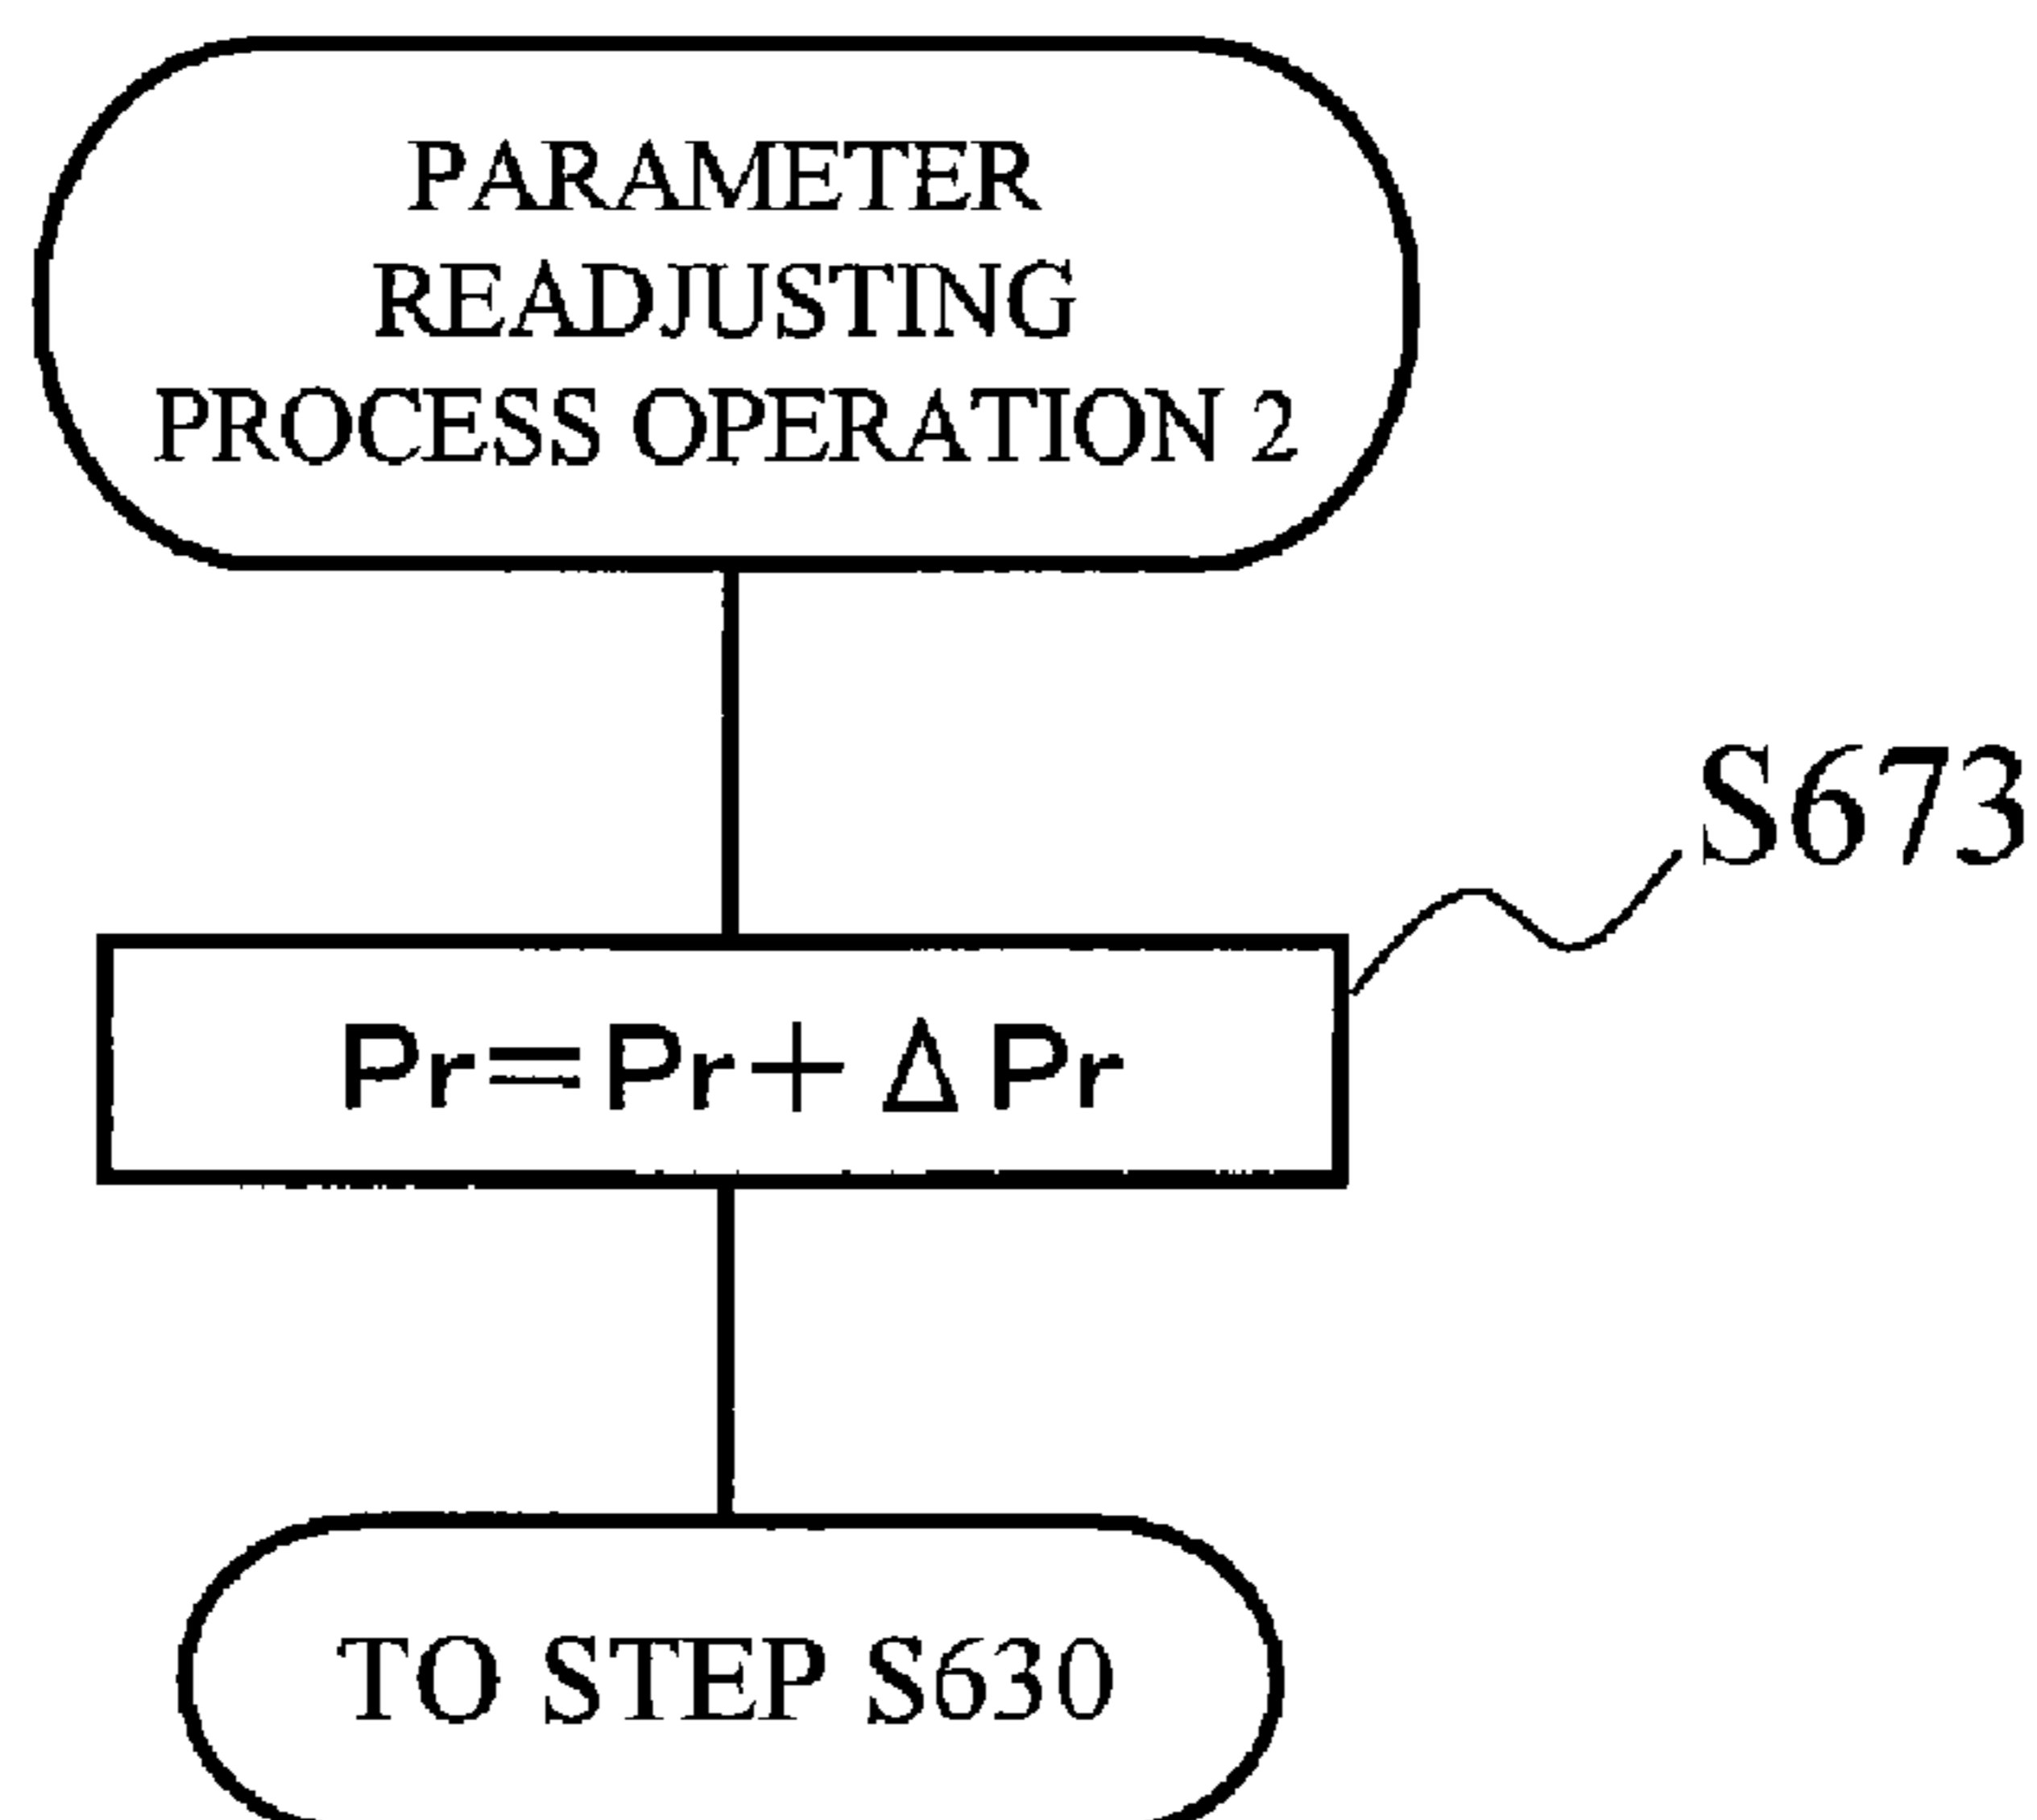 PARAMETER
READJUSTING
PROCESS OPERATION 2
S673
Pr=Pr+ΔPr
TO STEP S630